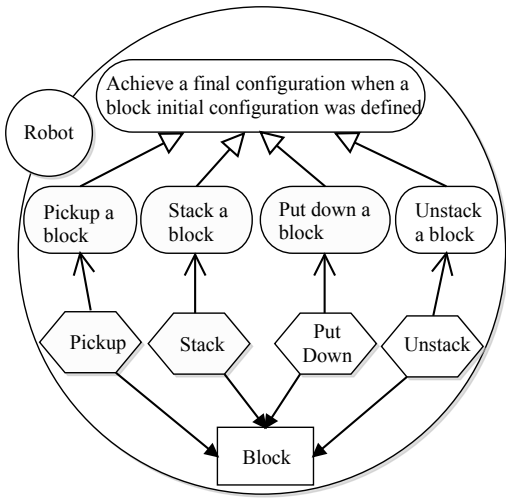 Achieve a final configuration when a
block initial configuration was defined
Robot
Pickup a
block
Stack a
block
Put down a
block
Unstack
a block
Pickup
Stack
Put
Down
Unstack
Block